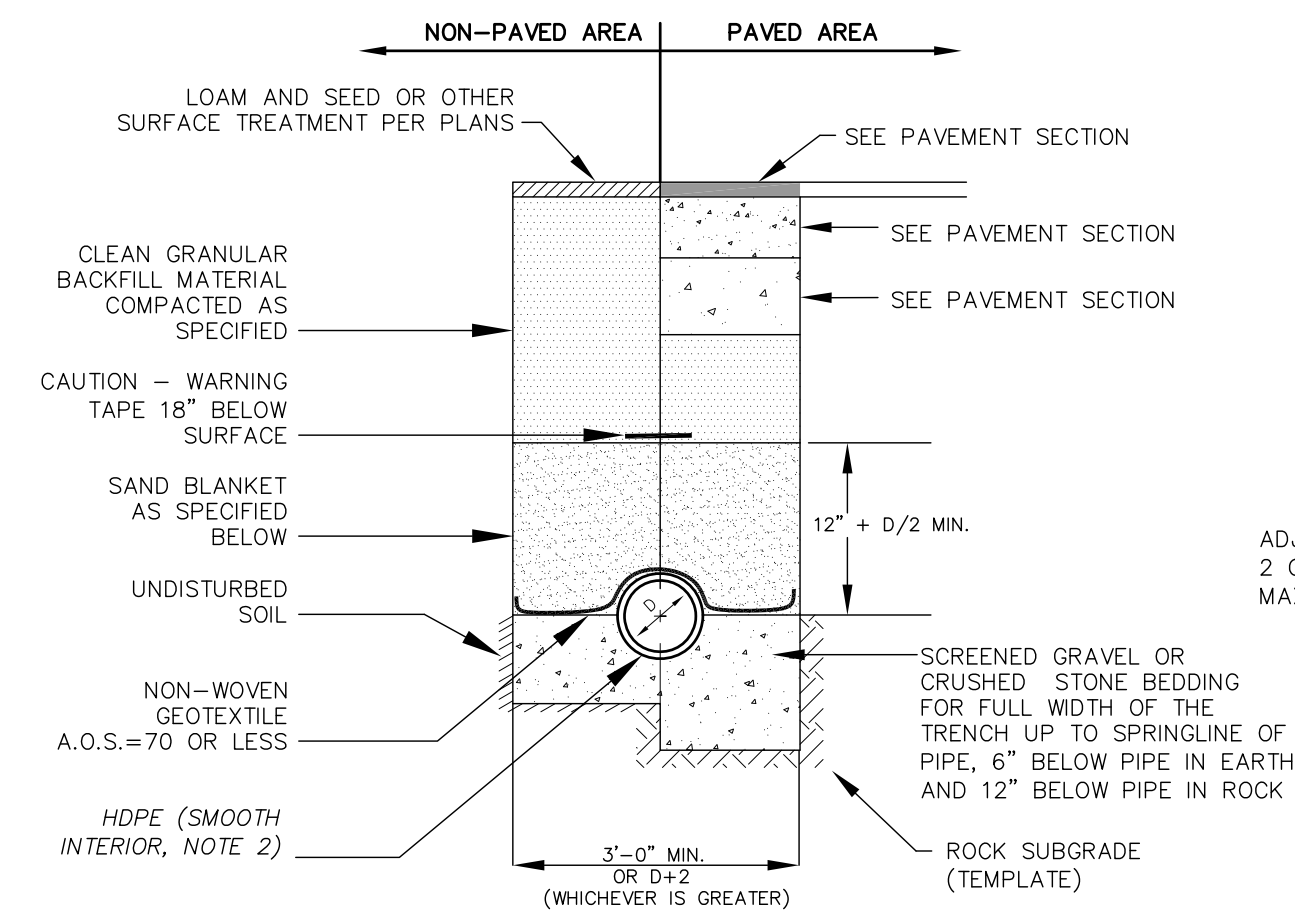 NON-PAVED AREA
PAVED AREA
LOAM AND SEED OR OTHER
SURFACE TREATMENT PER PLANS
SEE PAVEMENT SECTION
SEE PAVEMENT SECTION
CLEAN GRANULAR
BACKFILL MATERIAL
COMPACTED AS
SPECIFIED
SEE PAVEMENT SECTION
CAUTION – WARNING
TAPE 18" BELOW
SURFACE
SAND BLANKET
AS SPECIFIED
BELOW
12" + D/2 MIN.
UNDISTURBED
SOIL
D
NON-WOVEN
GEOTEXTILE
A.O.S.=70 OR LESS
SCREENED GRAVEL OR
CRUSHED STONE BEDDING
FOR FULL WIDTH OF THE
TRENCH UP TO SPRINGLINE OF
PIPE, 6" BELOW PIPE IN EARTH
AND 12" BELOW PIPE IN ROCK
HDPE (SMOOTH
INTERIOR, NOTE 2)
3'-0" MIN.
OR D+2
(WHICHEVER IS GREATER)
ROCK SUBGRADE
(TEMPLATE)